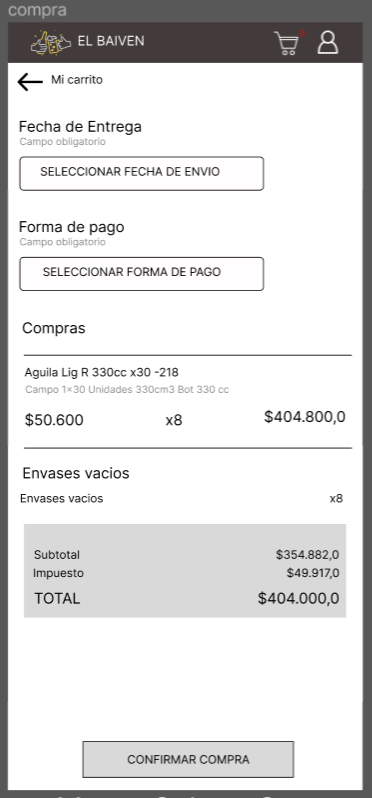 compra
EL BAIVEN
Mi carrito
Fecha de Entrega
Campo obligatorio
SELECCIONAR FECHA DE ENVIO
Forma de pago
Campo obligatorio
SELECCIONAR FORMA DE PAGO
Compras
Aguila Lig R 330cc x30 -218
Campo 1x30 Unidades 330cm3 Bot 330 cc
$50.600 x8 $404.800,0
Envases vacios
Envases vacios x8
Subtotal $354.882,0
Impuesto $49.917,0
TOTAL $404.000,0
CONFIRMAR COMPRA